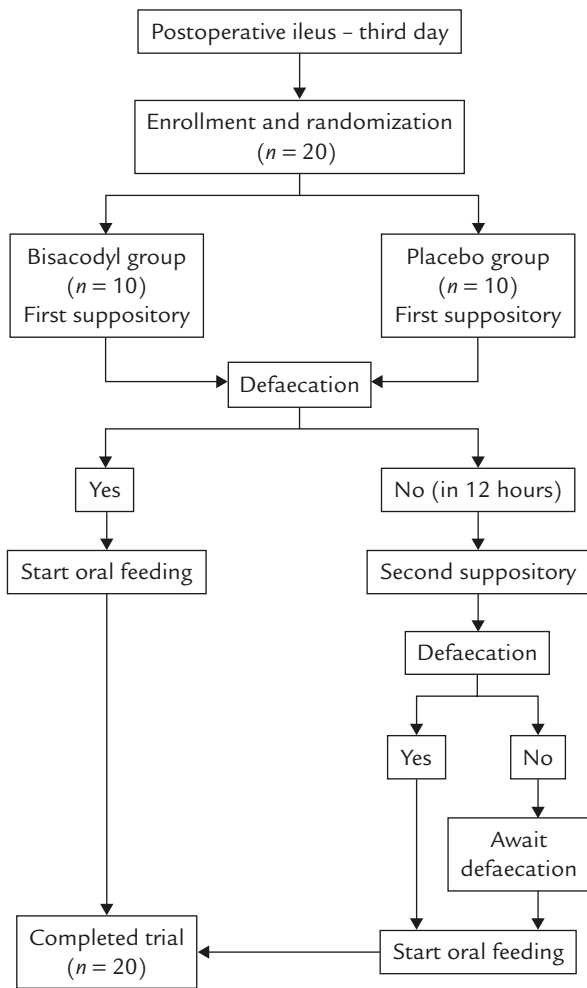 Postoperative ileus – third day
Enrollment and randomization
(n = 20)
Bisacodyl group
(n = 10)
First suppository
Placebo group
(n = 10)
First suppository
Defaecation
Yes
No (in 12 hours)
Start oral feeding
Second suppository
Defaecation
Yes
No
Await
defaecation
Completed trial
(n = 20)
Start oral feeding